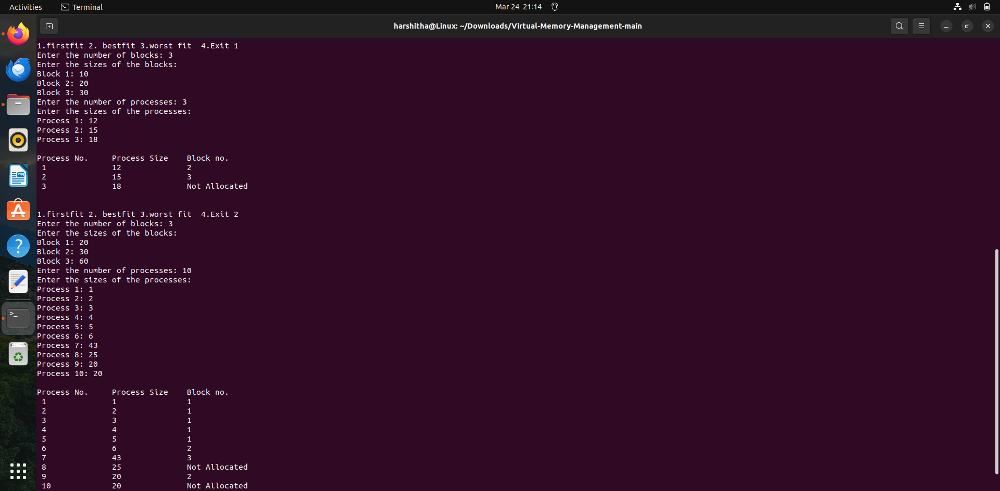 Activities Terminal Mar 24 21:14
harshitha@Linux: ~/Downloads/Virtual-Memory-Management-main
1.firstfit 2. bestfit 3.worst fit  4.Exit 1
Enter the number of blocks: 3
Enter the sizes of the blocks:
Block 1: 10
Block 2: 20
Block 3: 30
Enter the number of processes: 3
Enter the sizes of the processes:
Process 1: 12
Process 2: 15
Process 3: 18
Process No.     Process Size    Block no.
1               12              2
2               15              3
3               18              Not Allocated
1.firstfit 2. bestfit 3.worst fit  4.Exit 2
Enter the number of blocks: 3
Enter the sizes of the blocks:
Block 1: 20
Block 2: 30
Block 3: 60
Enter the number of processes: 10
Enter the sizes of the processes:
Process 1: 1
Process 2: 2
Process 3: 3
Process 4: 4
Process 5: 5
Process 6: 6
Process 7: 43
Process 8: 25
Process 9: 20
Process 10: 20
Process No.     Process Size    Block no.
1               1               1
2               2               1
3               3               1
4               4               1
5               5               1
6               6               2
7               43              3
8               25              Not Allocated
9               20              2
10              20              Not Allocated